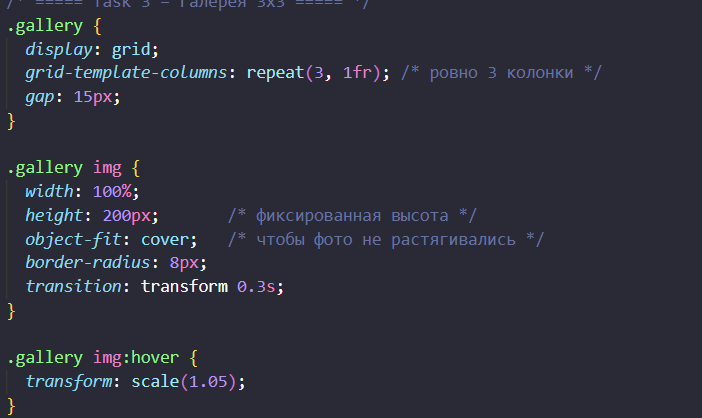 /* ===== Task 3 — Галерея 3x3 ===== */
.gallery {
  display: grid;
  grid-template-columns: repeat(3, 1fr); /* ровно 3 колонки */
  gap: 15px;
}

.gallery img {
  width: 100%;
  height: 200px;       /* фиксированная высота */
  object-fit: cover;   /* чтобы фото не растягивались */
  border-radius: 8px;
  transition: transform 0.3s;
}

.gallery img:hover {
  transform: scale(1.05);
}